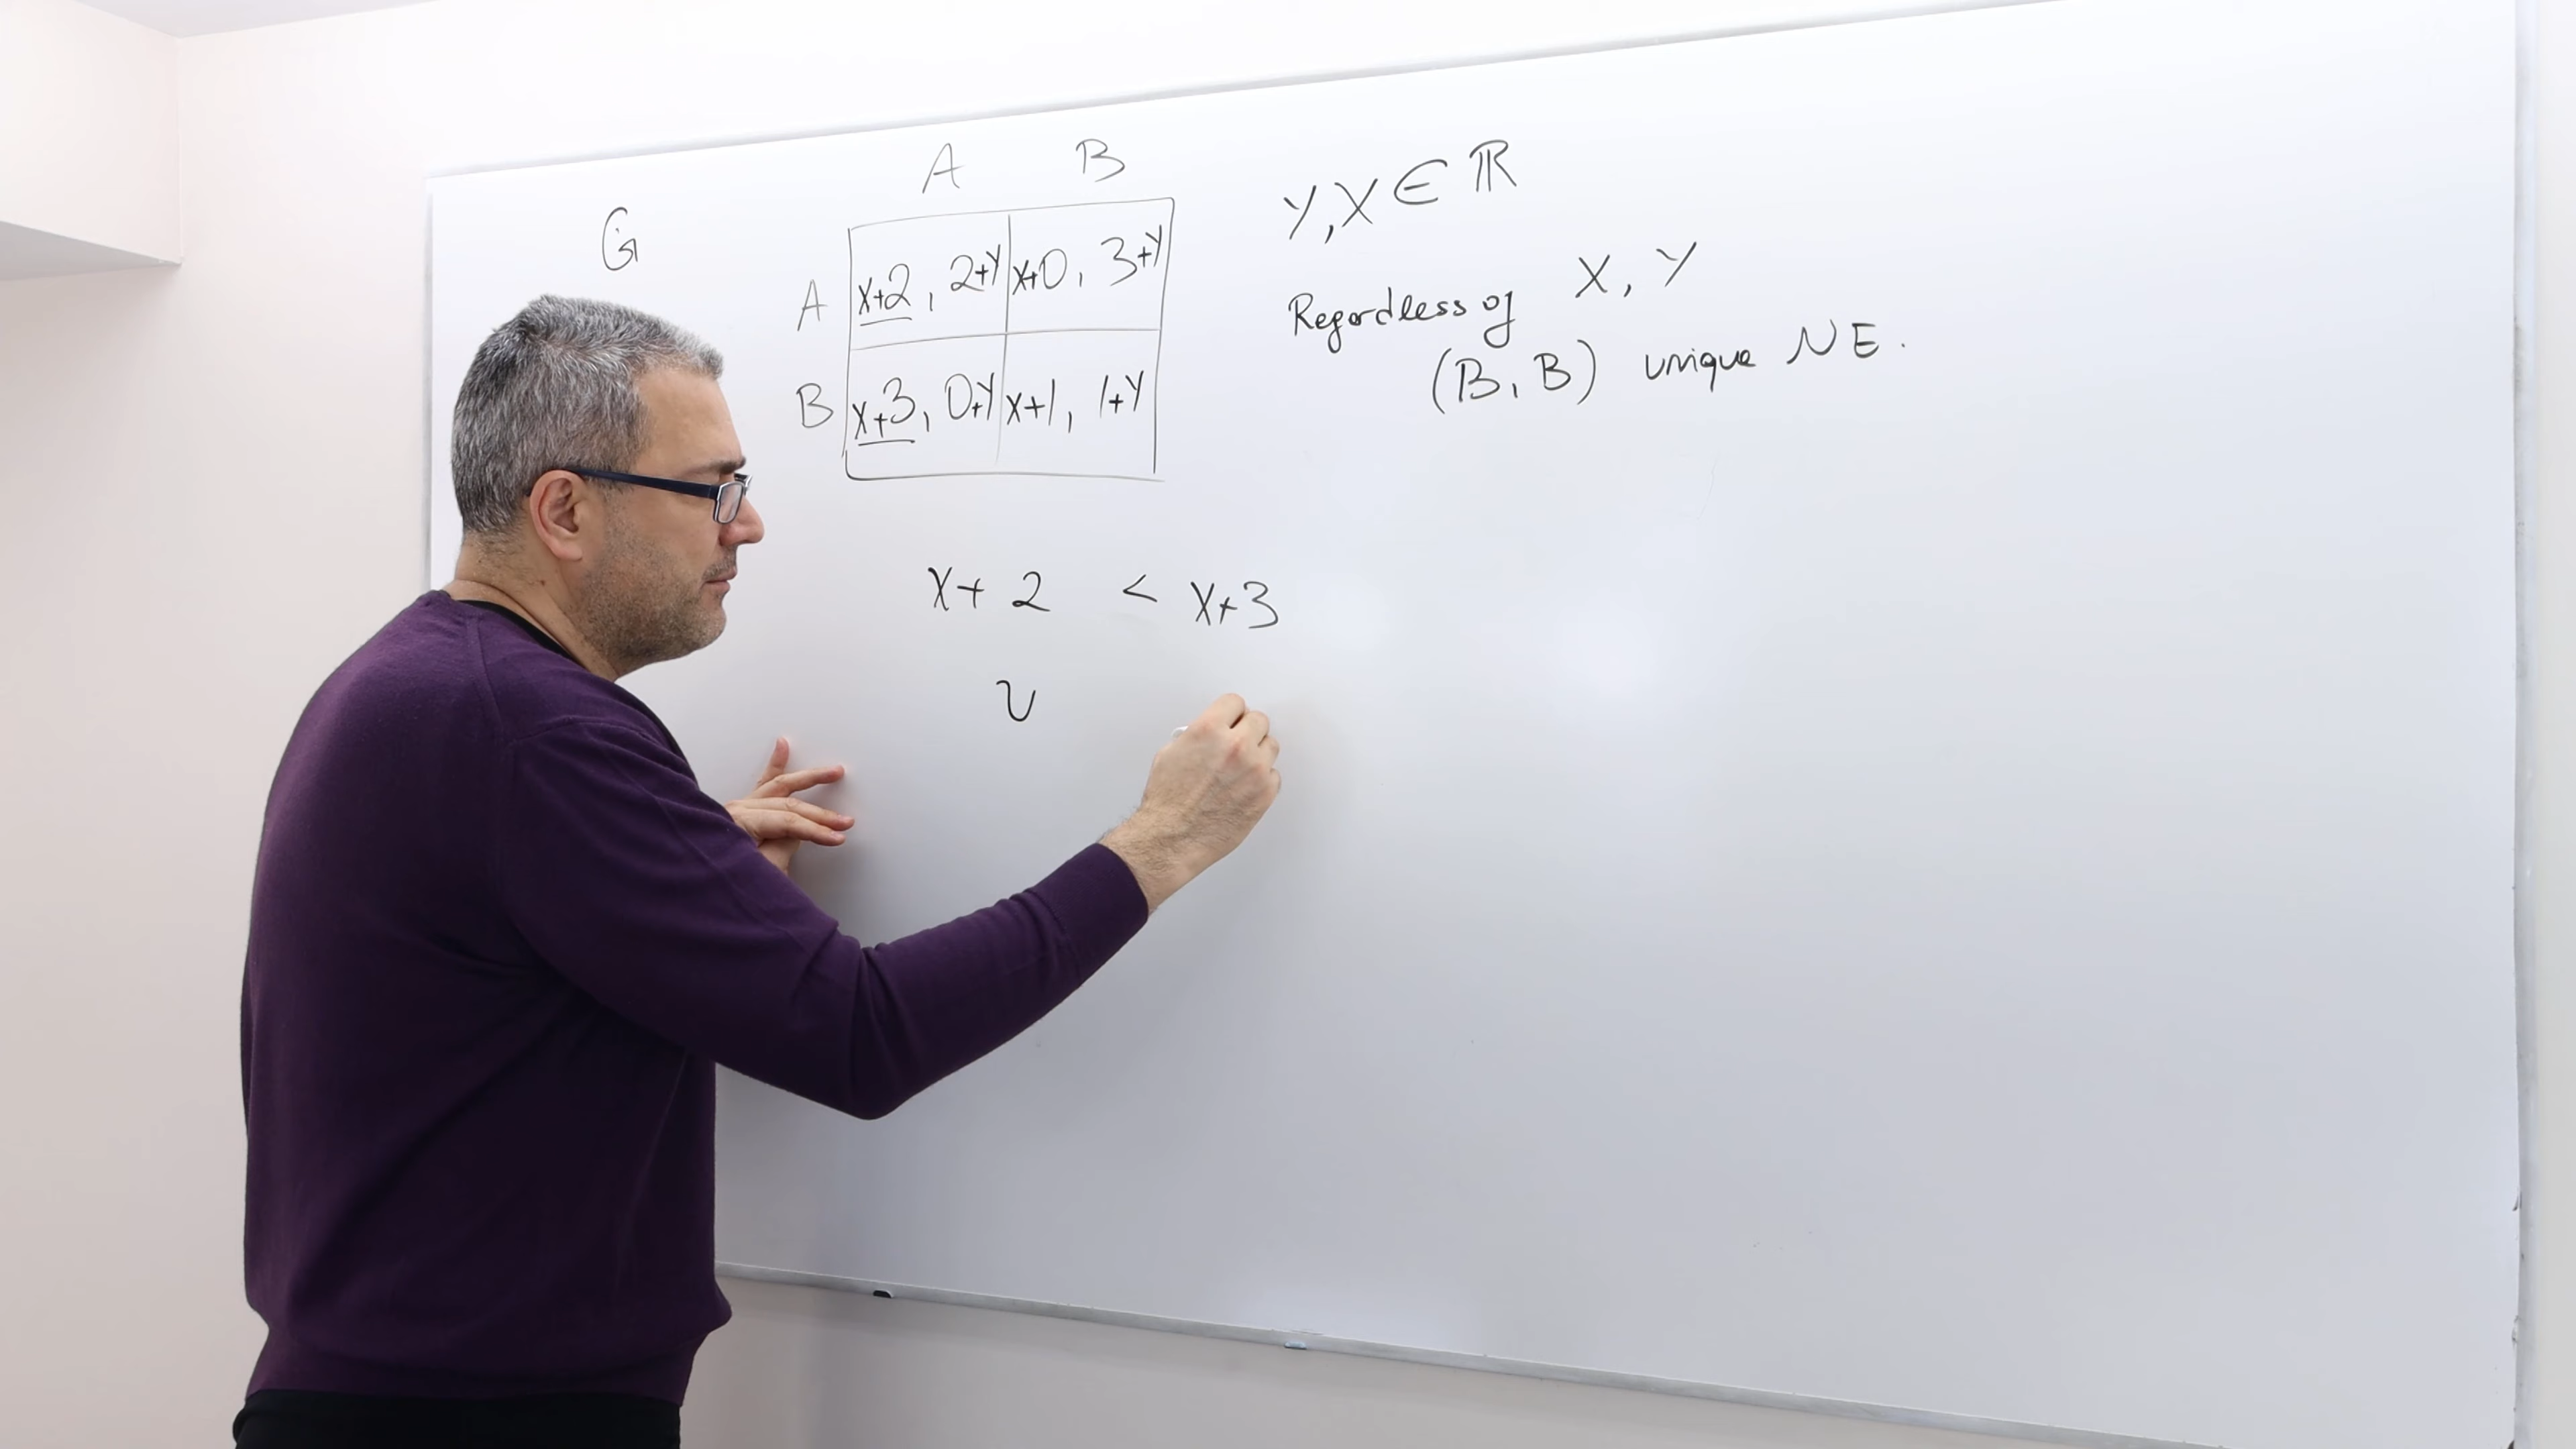 G
A B
A x+2, 2+Y x+0, 3+Y
B x+3, 0+Y x+1, 1+Y
Y, X ∈ ℝ
Regardless of X, Y
(B, B) unique NE.
X+ 2 < X+3
U